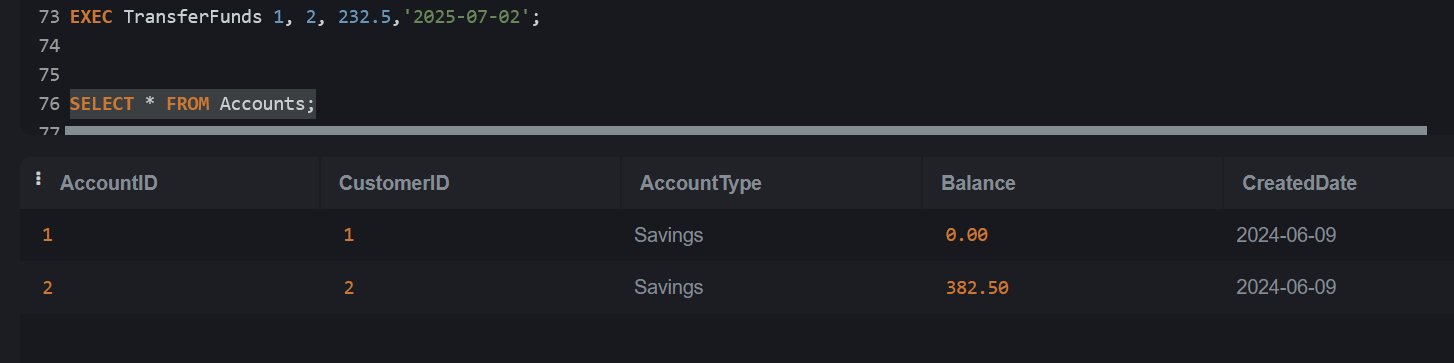 73 EXEC TransferFunds 1, 2, 232.5,'2025-07-02';
74
75
76 SELECT * FROM Accounts;
77
AccountID CustomerID AccountType Balance CreatedDate
1 1 Savings 0.00 2024-06-09
2 2 Savings 382.50 2024-06-09